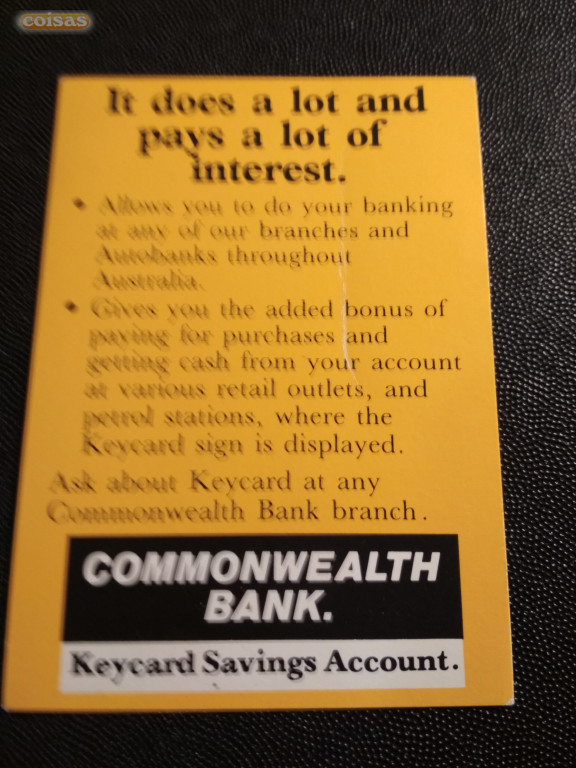 coisas
It does a lot and
pays a lot of
interest.
• Allows you to do your banking
at any of our branches and
Autobanks throughout
Australia.
• Gives you the added bonus of
paying for purchases and
getting cash from your account
at various retail outlets, and
petrol stations, where the
Keycard sign is displayed.
Ask about Keycard at any
Commonwealth Bank branch.
COMMONWEALTH
BANK.
Keycard Savings Account.